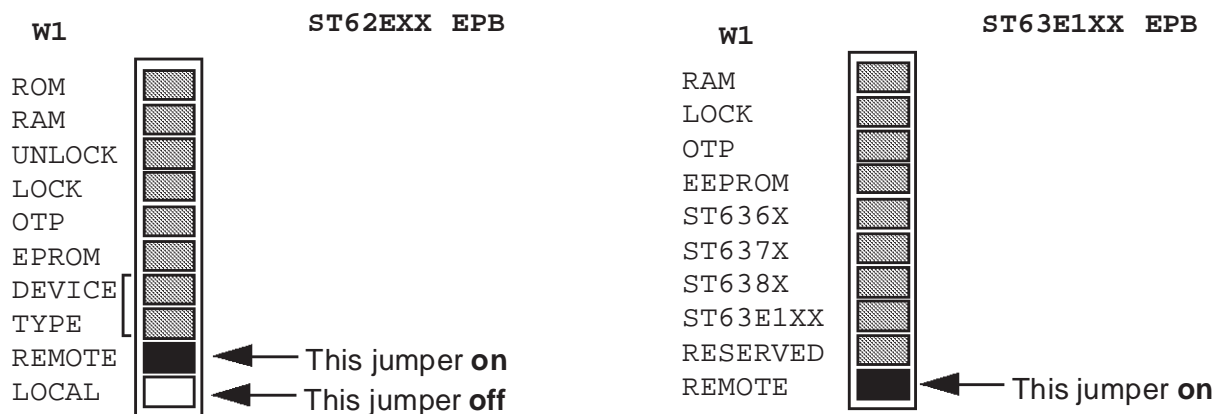 W1
ST62EXX EPB
ROM
RAM
UNLOCK
LOCK
OTP
EPROM
DEVICE
TYPE
REMOTE
This jumper on
LOCAL
This jumper off
W1
ST63E1XX EPB
RAM
LOCK
OTP
EEPROM
ST636X
ST637X
ST638X
ST63E1XX
RESERVED
REMOTE
This jumper on